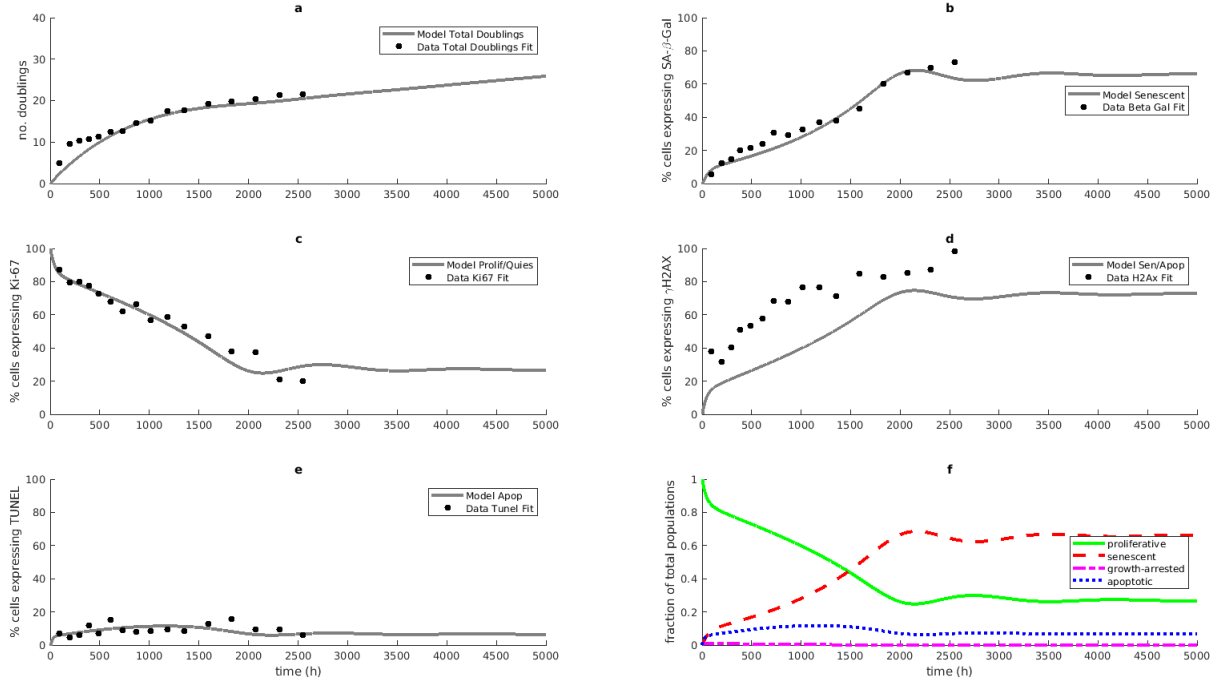 a
no. doublings
40
30
20
10
0
Model Total Doublings
Data Total Doublings Fit
0 500 1000 1500 2000 2500 3000 3500 4000 4500 5000
b
% cells expressing SA-β-Gal
100
80
60
40
20
0
Model Senescent
Data Beta Gal Fit
0 500 1000 1500 2000 2500 3000 3500 4000 4500 5000
c
% cells expressing Ki-67
100
80
60
40
20
0
Model Prolif/Quies
Data Ki67 Fit
0 500 1000 1500 2000 2500 3000 3500 4000 4500 5000
d
% cells expressing γH2AX
100
80
60
40
20
0
Model Sen/Apop
Data H2Ax Fit
0 500 1000 1500 2000 2500 3000 3500 4000 4500 5000
e
% cells expressing TUNEL
100
80
60
40
20
0
Model Apop
Data Tunel Fit
0 500 1000 1500 2000 2500 3000 3500 4000 4500 5000
time (h)
f
fraction of total populations
1
0.8
0.6
0.4
0.2
0
proliferative
senescent
growth-arrested
apoptotic
0 500 1000 1500 2000 2500 3000 3500 4000 4500 5000
time (h)